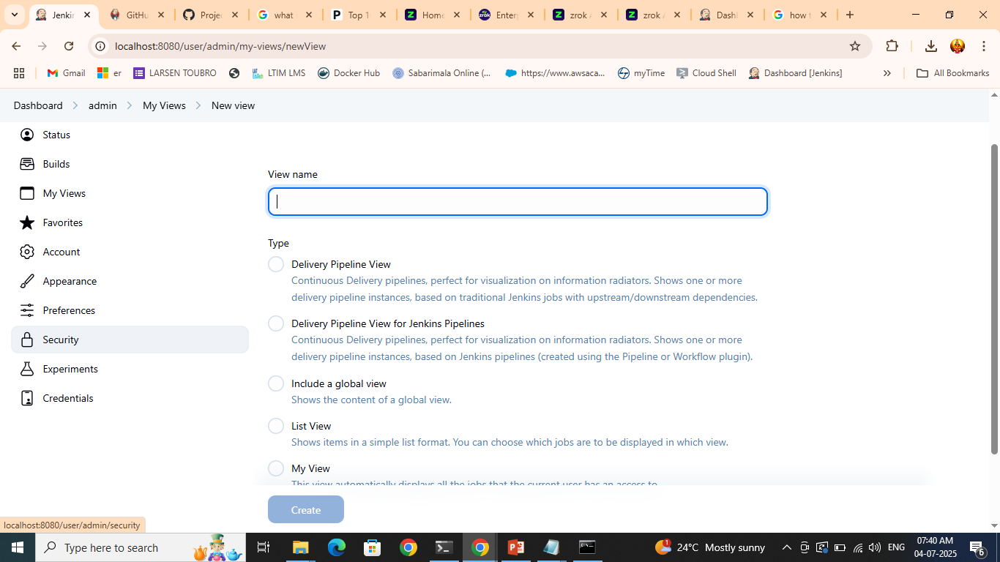 Jenkin
GitHu
Projec
what
Top 1
Home
Enterp
zrok A
zrok A
Dashb
how t
localhost:8080/user/admin/my-views/newView
Gmail
er
LARSEN TOUBRO
LTIM LMS
Docker Hub
Sabarimala Online (...
https://www.awsaca...
myTime
Cloud Shell
Dashboard [Jenkins]
All Bookmarks
Dashboard
admin
My Views
New view
Status
Builds
My Views
Favorites
Account
Appearance
Preferences
Security
Experiments
Credentials
View name
Type
Delivery Pipeline View
Continuous Delivery pipelines, perfect for visualization on information radiators. Shows one or more
delivery pipeline instances, based on traditional Jenkins jobs with upstream/downstream dependencies.
Delivery Pipeline View for Jenkins Pipelines
Continuous Delivery pipelines, perfect for visualization on information radiators. Shows one or more
delivery pipeline instances, based on Jenkins pipelines (created using the Pipeline or Workflow plugin).
Include a global view
Shows the content of a global view.
List View
Shows items in a simple list format. You can choose which jobs are to be displayed in which view.
My View
This view automatically displays all the jobs that the current user has an access to.
Create
localhost:8080/user/admin/security
Type here to search
1
24°C Mostly sunny
ENG
07:40 AM
04-07-2025
6